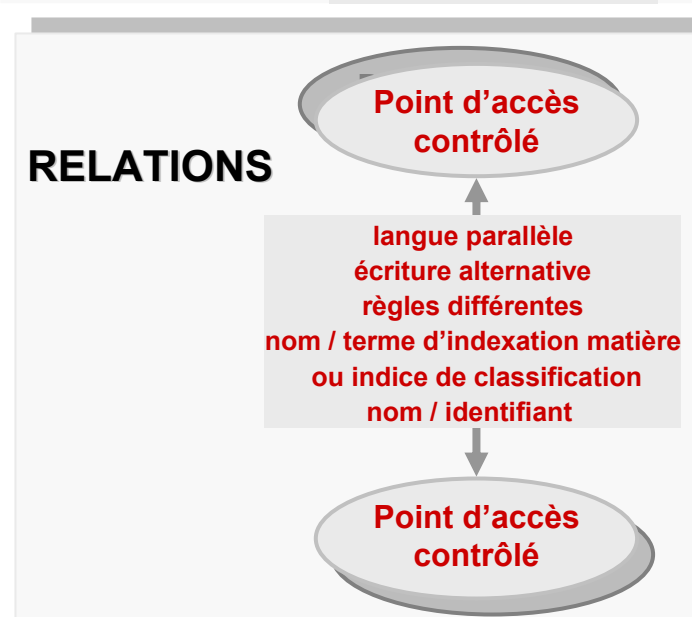 Point d’accès
contrôlé
RELATIONS
langue parallèle
écriture alternative
règles différentes
nom / terme d’indexation matière
ou indice de classification
nom / identifiant
Point d’accès
contrôlé